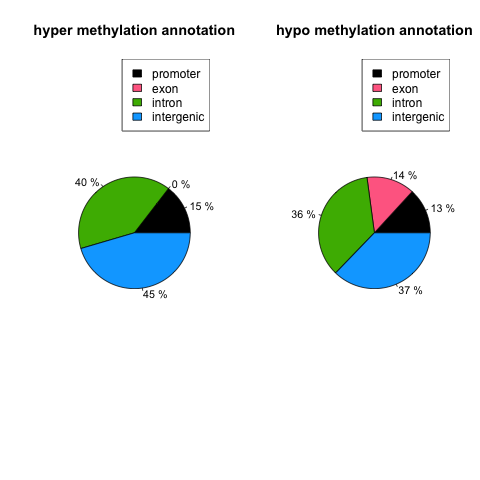 hyper methylation annotation
promoter
exon
intron
intergenic
40 %
0 %
15 %
45 %
hypo methylation annotation
promoter
exon
intron
intergenic
14 %
13 %
36 %
37 %